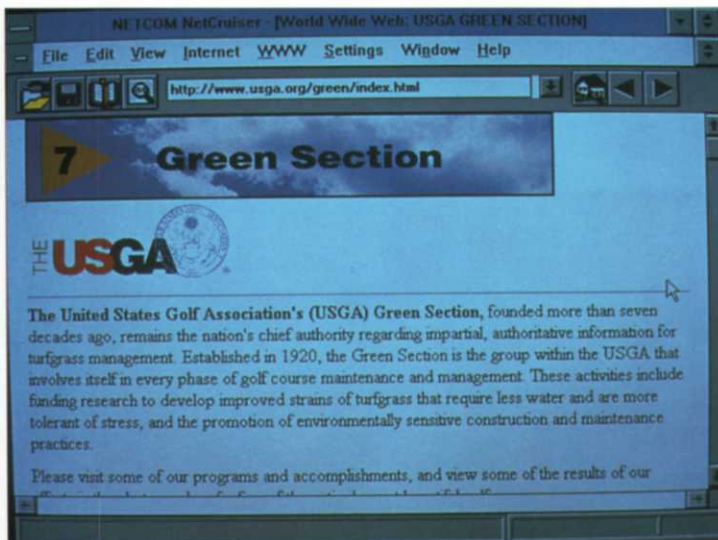 NETCOM NetCruiser - [World Wide Web: USGA GREEN SECTION]
File Edit View Internet WWW Settings Window Help
http://www.usga.org/green/index.html
7 Green Section
THE USGA
The United States Golf Association's (USGA) Green Section, founded more than seven
decades ago, remains the nation's chief authority regarding impartial, authoritative information for
turfgrass management. Established in 1920, the Green Section is the group within the USGA that
involves itself in every phase of golf course maintenance and management. These activities include
funding research to develop improved strains of turfgrass that require less water and are more
tolerant of stress, and the promotion of environmentally sensitive construction and maintenance
practices.
Please visit some of our programs and accomplishments, and view some of the results of our